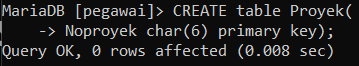 MariaDB [pegawai]> CREATE table Proyek(
    -> Noproyek char(6) primary key);
Query OK, 0 rows affected (0.008 sec)